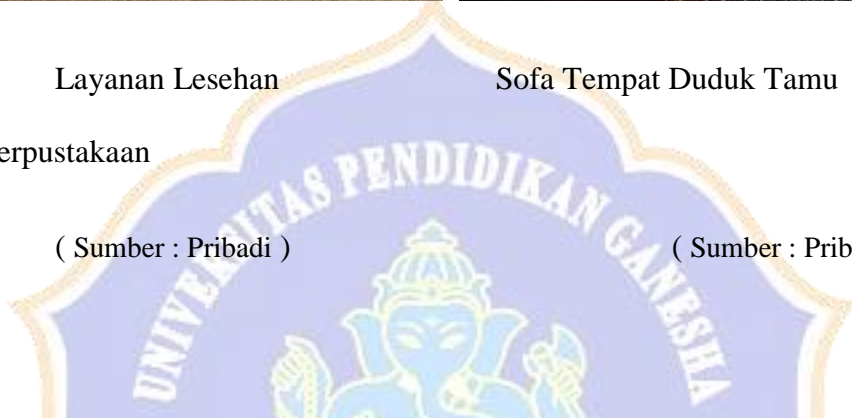 Layanan Lesehan Sofa Tempat Duduk Tamu
erpustakaan
( Sumber : Pribadi ) ( Sumber : Prib
UNIVERSITAS PENDIDIKAN GANESHA